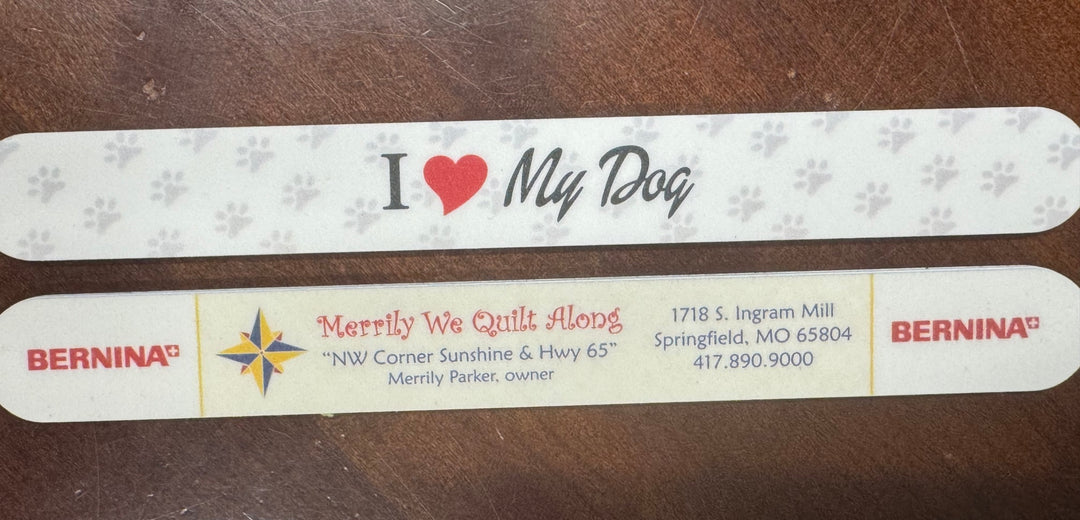 I ❤ My Dog
BERNINA
Merrily We Quilt Along
"NW Corner Sunshine & Hwy 65"
Merrily Parker, owner
1718 S. Ingram Mill
Springfield, MO 65804
417.890.9000
BERNINA